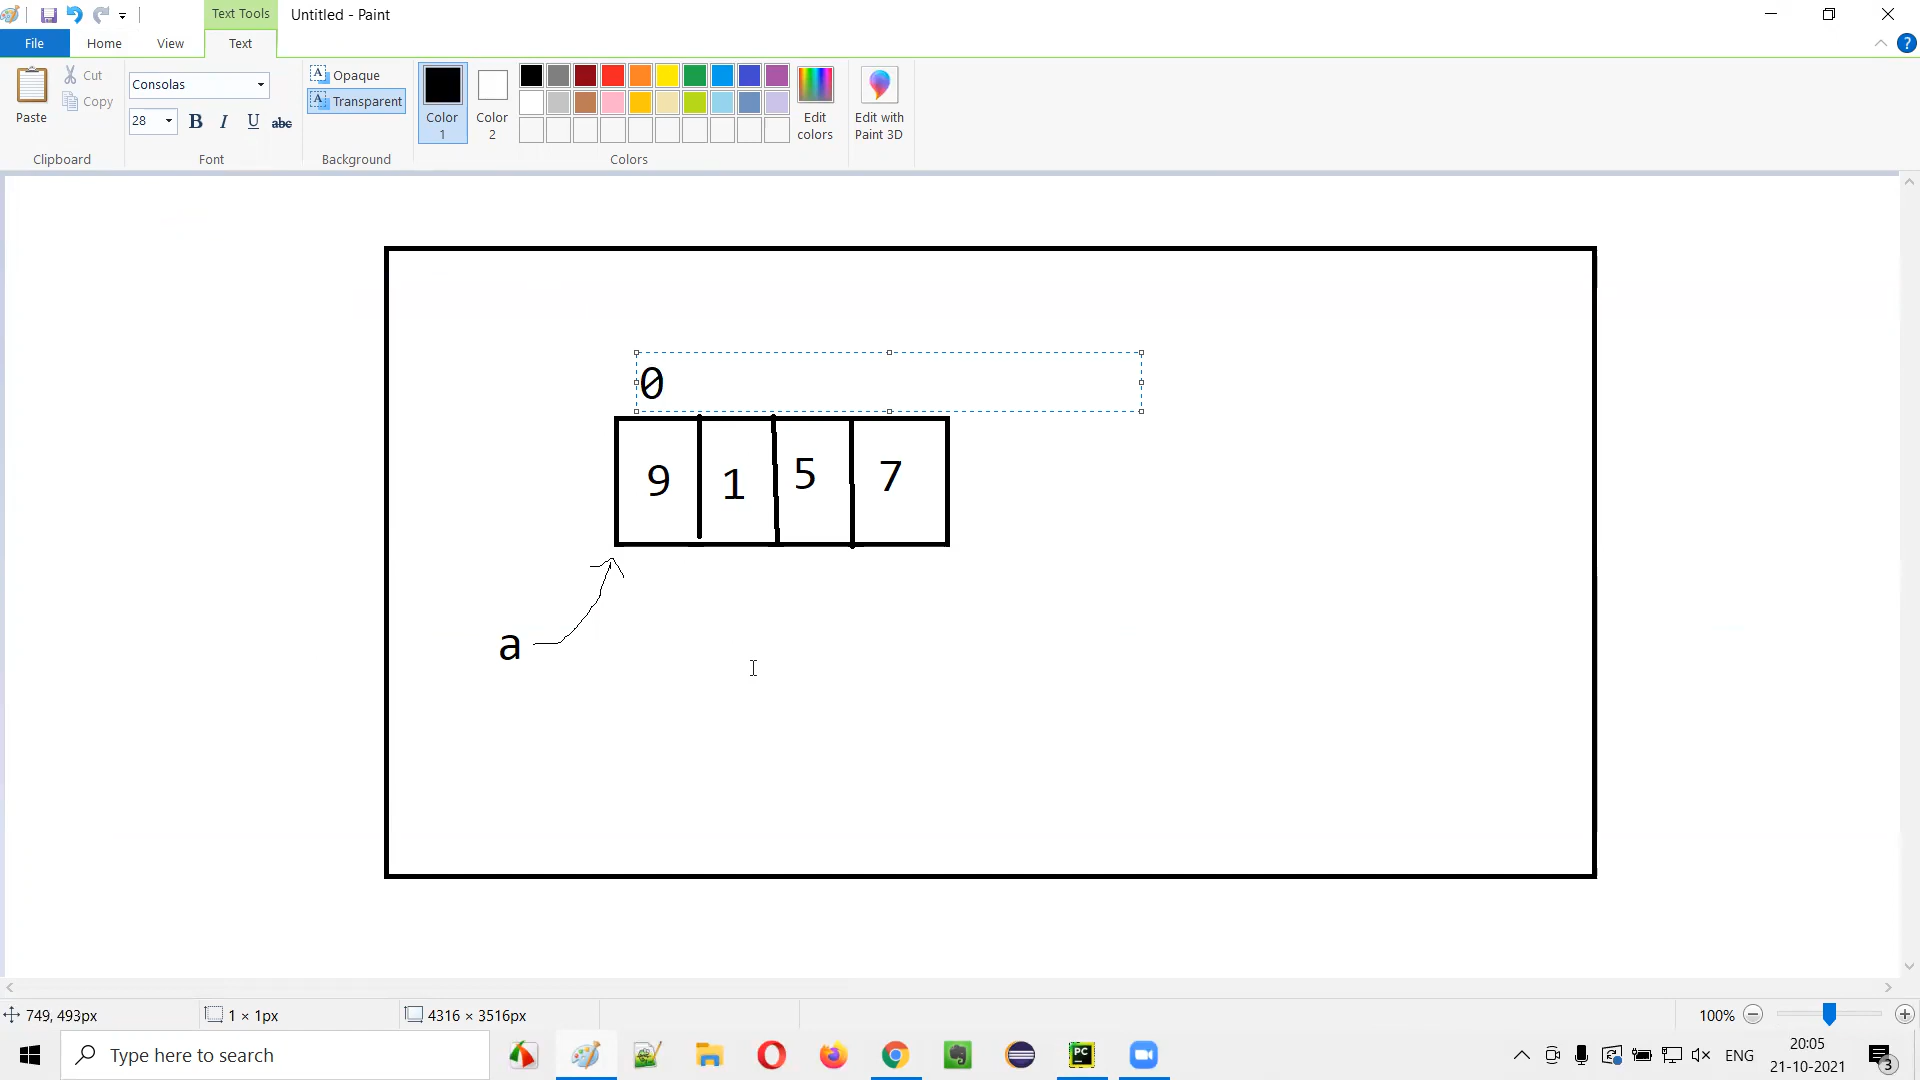 Text Tools
Untitled - Paint
File
Home
View
Text
Paste
Cut
Copy
Clipboard
Consolas
28
B
I
U
abc
Font
Opaque
Transparent
Background
Color 1
Color 2
Edit colors
Colors
Edit with Paint 3D
0
9 1 5 7
a
749, 493px
1 × 1px
4316 × 3516px
100%
Type here to search
PC
ENG
20:05
21-10-2021
3